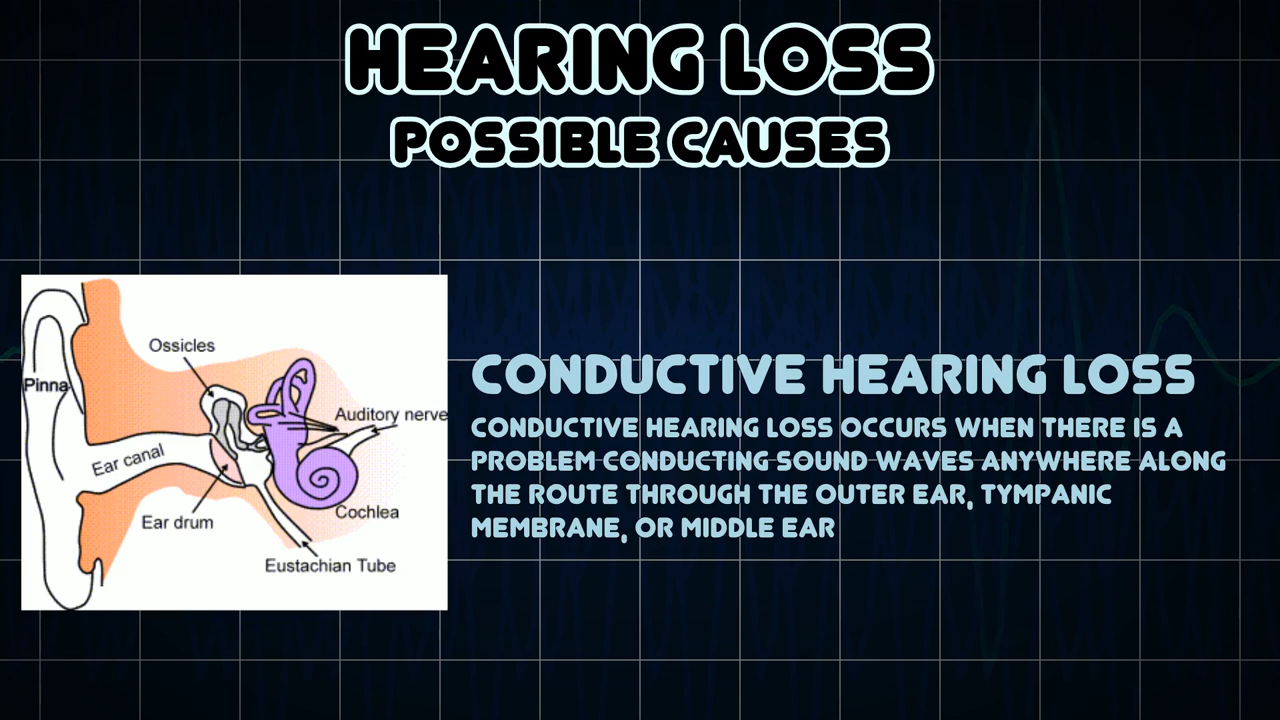 HEARING LOSS
POSSIBLE CAUSES
Ossicles
Pinna
Auditory nerve
Ear canal
Cochlea
Ear drum
Eustachian Tube
CONDUCTIVE HEARING LOSS
CONDUCTIVE HEARING LOSS OCCURS WHEN THERE IS A
PROBLEM CONDUCTING SOUND WAVES ANYWHERE ALONG
THE ROUTE THROUGH THE OUTER EAR, TYMPANIC
MEMBRANE, OR MIDDLE EAR